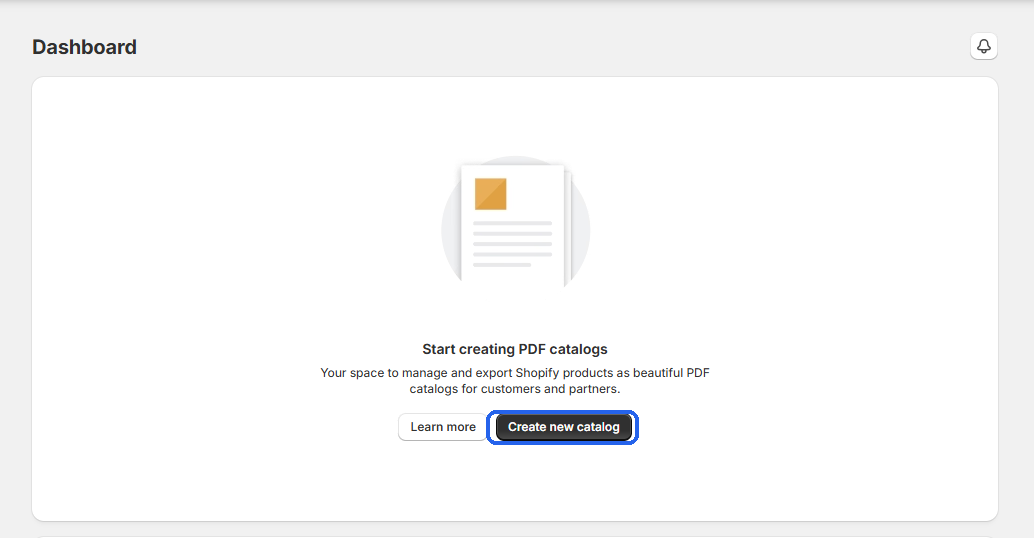 Dashboard
Start creating PDF catalogs
Your space to manage and export Shopify products as beautiful PDF
catalogs for customers and partners.
Learn more
Create new catalog